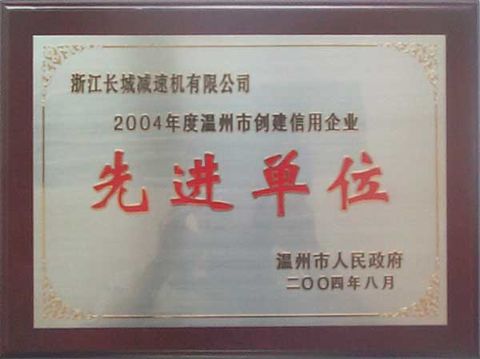 浙江长城减速机有限公司
2004年度温州市创建信用企业
先进单位
温州市人民政府
二〇〇四年八月